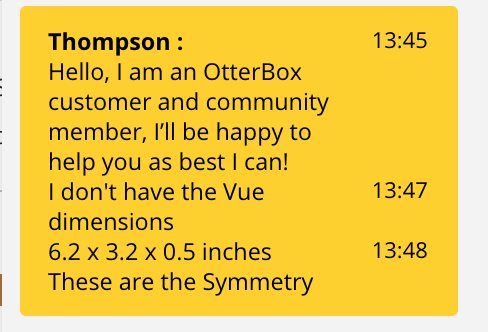 Thompson : 13:45
Hello, I am an OtterBox
customer and community
member, I’ll be happy to
help you as best I can!
I don't have the Vue 13:47
dimensions
6.2 x 3.2 x 0.5 inches 13:48
These are the Symmetry